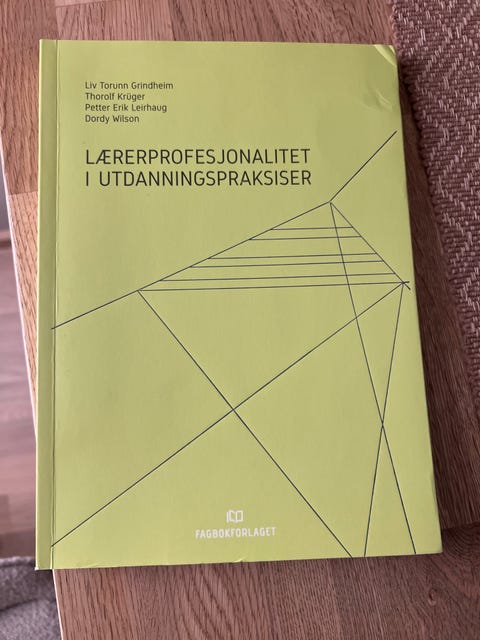 Liv Torunn Grindheim
Thorolf Krüger
Petter Erik Leirhaug
Dordy Wilson
LÆRERPROFESJONALITET
I UTDANNINGSPRAKSISER
FAGBOKFORLAGET